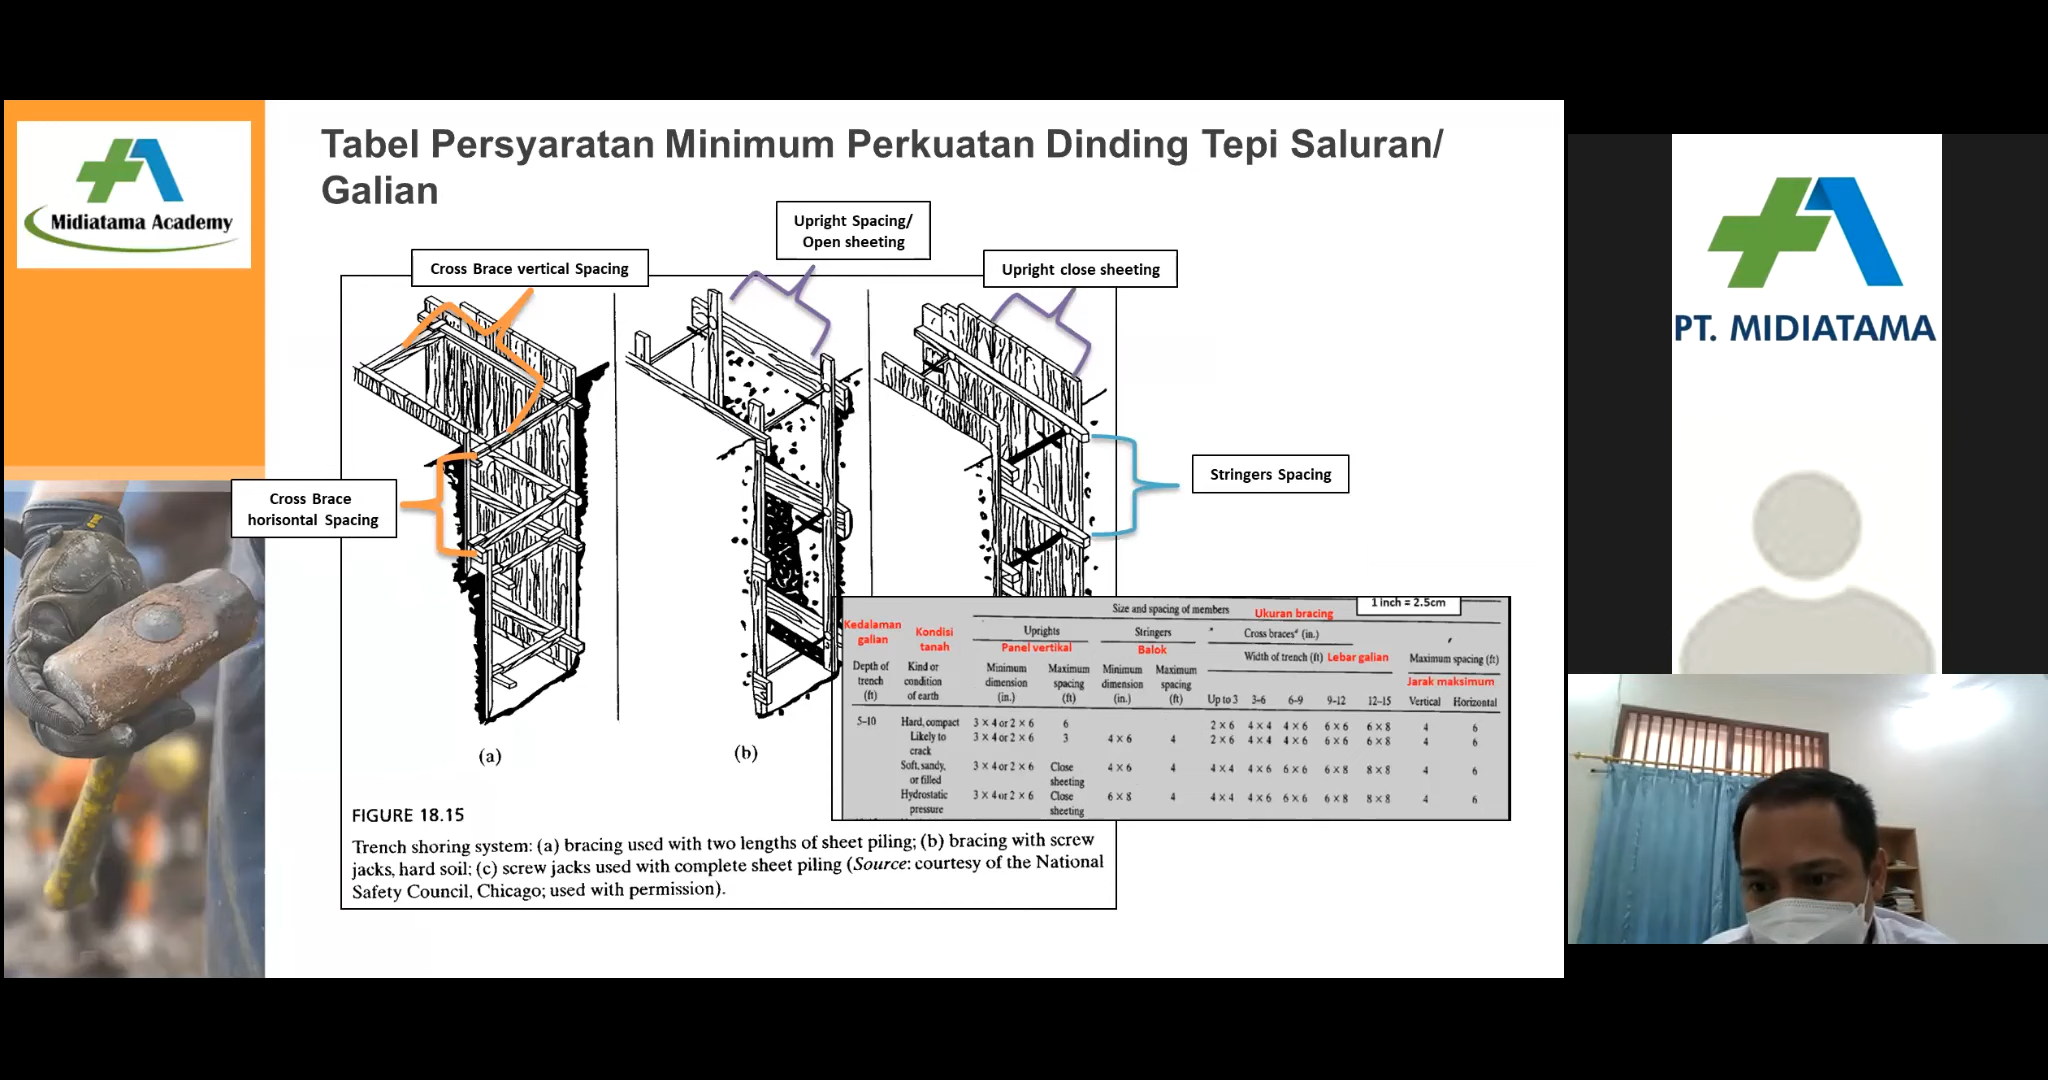 Midiatama Academy
Tabel Persyaratan Minimum Perkuatan Dinding Tepi Saluran/
Galian
Upright Spacing/
Open sheeting
Cross Brace vertical Spacing
Upright close sheeting
Stringers Spacing
Cross Brace
horisontal Spacing
(a)
(b)
FIGURE 18.15
Trench shoring system: (a) bracing used with two lengths of sheet piling; (b) bracing with screw
jacks, hard soil; (c) screw jacks used with complete sheet piling (Source: courtesy of the National
Safety Council, Chicago; used with permission).
1 inch = 2.5cm
Size and spacing of members
Ukuran bracing
Kedalaman
galian
Kondisi
tanah
Uprights
Stringers
Cross braces (in.)
Panel vertikal
Balok
Width of trench (ft) Lebar galian
Maximum spacing (ft)
Jarak maksimum
Depth of
trench
(ft)
Kind or
condition
of earth
Minimum
dimension
(in.)
Maximum
spacing
(ft)
Minimum
dimension
(in.)
Maximum
spacing
(ft)
Up to 3 3–6 6–9 9–12 12–15 Vertical Horizontal
5–10 Hard, compact 3 × 4 or 2 × 6 6 2 × 6 4 × 4 4 × 6 6 × 6 6 × 8 4 6
Likely to 3 × 4 or 2 × 6 3 4 × 6 4 2 × 6 4 × 4 4 × 6 6 × 6 6 × 8 4 6
crack
Soft, sandy, 3 × 4 or 2 × 6 Close 4 × 6 4 4 × 4 4 × 6 6 × 6 6 × 8 8 × 8 4 6
or filled sheeting
Hydrostatic 3 × 4 or 2 × 6 Close 6 × 8 4 4 × 4 4 × 6 6 × 6 6 × 8 8 × 8 4 6
pressure sheeting
PT. MIDIATAMA